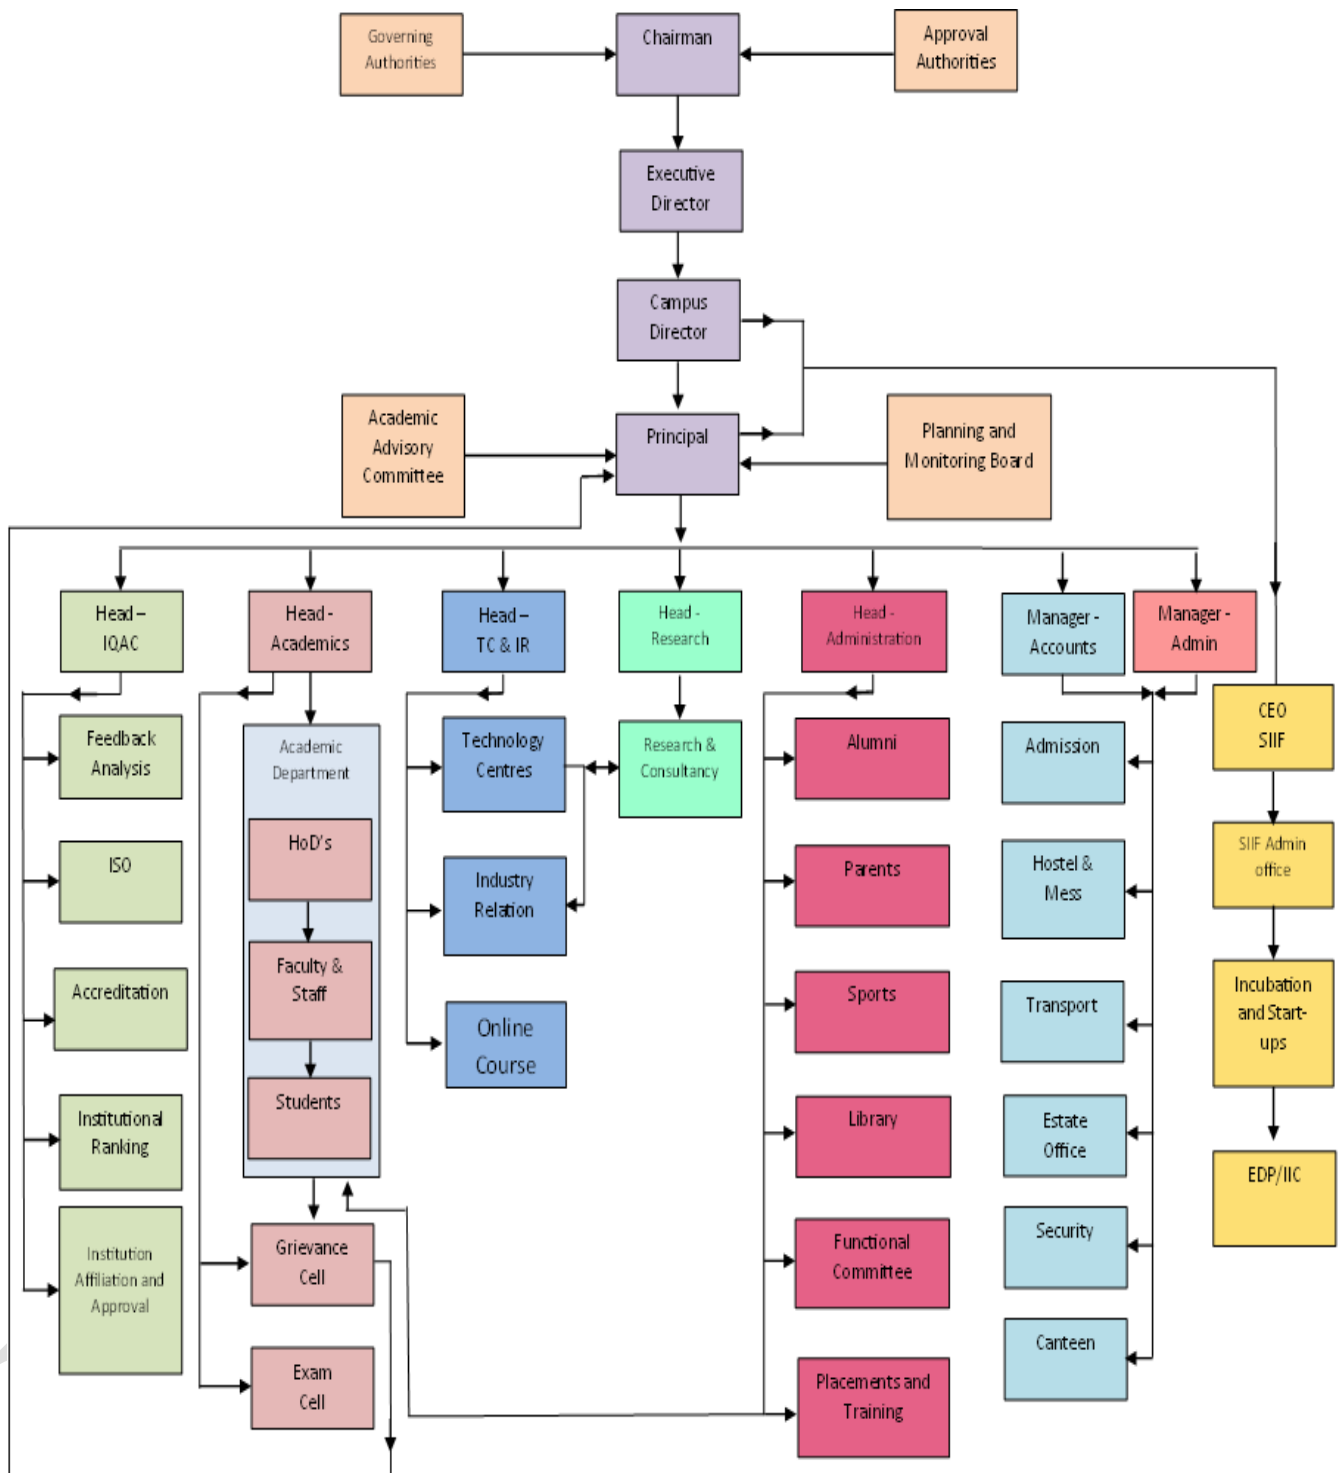 Governing
Authorities
Chairman
Approval
Authorities
Executive
Director
Campus
Director
Academic
Advisory
Committee
Principal
Planning and
Monitoring Board
Head –
IQAC
Head -
Academics
Head –
TC & IR
Head -
Research
Head -
Administration
Manager -
Accounts
Manager -
Admin
Feedback
Analysis
ISO
Accreditation
Institutional
Ranking
Institution
Affiliation and
Approval
Academic
Department
HoD's
Faculty &
Staff
Students
Grievance
Cell
Exam
Cell
Technology
Centres
Industry
Relation
Online
Course
Research &
Consultancy
Alumni
Parents
Sports
Library
Functional
Committee
Placements and
Training
Admission
Hostel &
Mess
Transport
Estate
Office
Security
Canteen
CEO
SIIF
SIIF Admin
office
Incubation
and Start-
ups
EDP/IIC